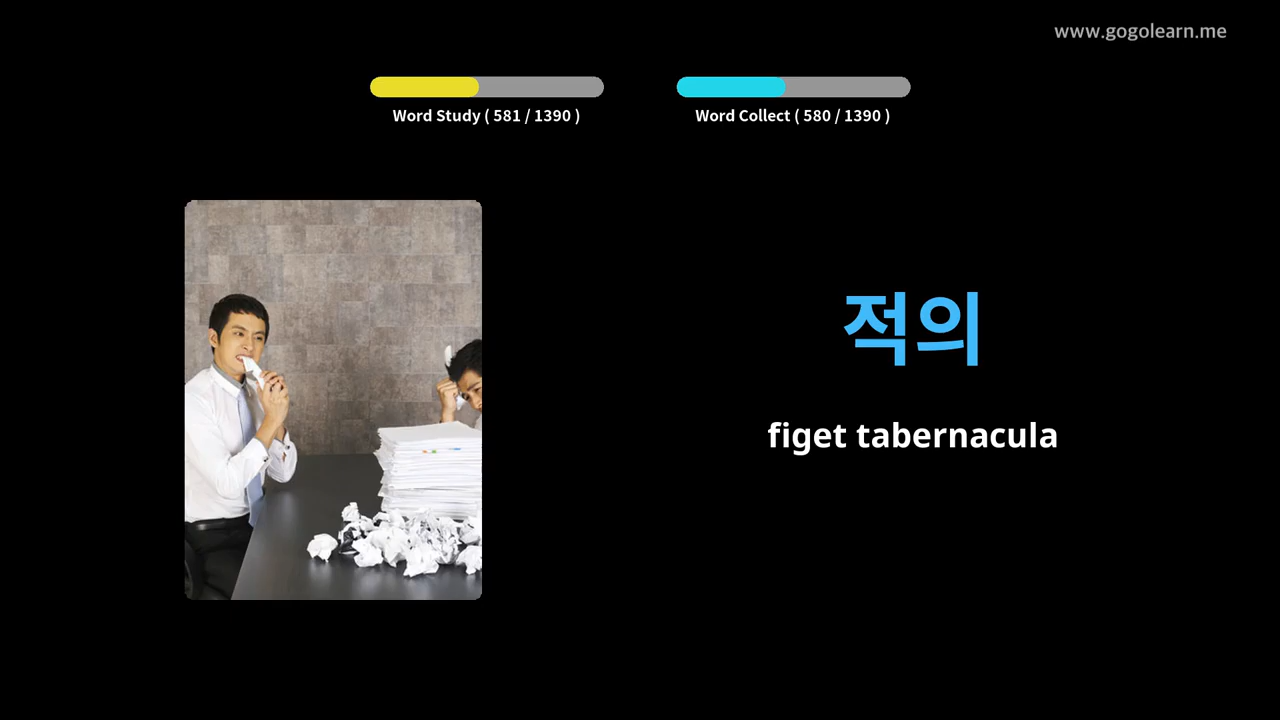 www.gogolearn.me
Word Study ( 581 / 1390 )
Word Collect ( 580 / 1390 )
적의
figet tabernacula